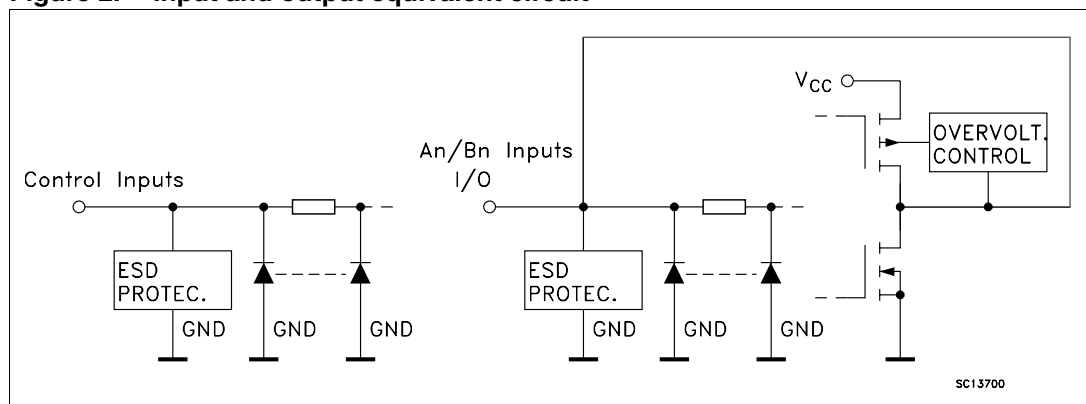 Figure 2. Input and output equivalent circuit
Control Inputs
ESD
PROTEC.
GND
GND
GND
An/Bn Inputs
I/O
ESD
PROTEC.
GND
GND
GND
VCC
OVERVOLT.
CONTROL
SC13700